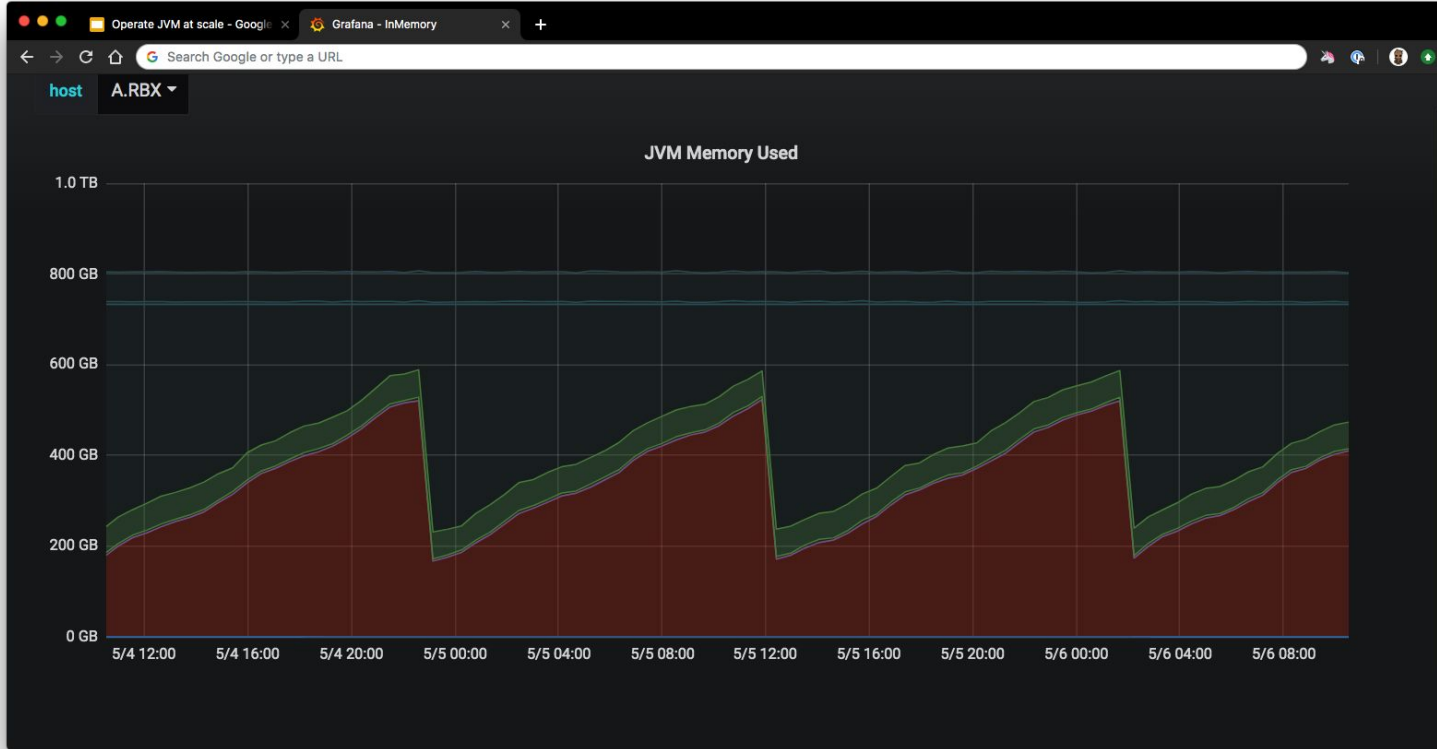 Operate JVM at scale - Google
Grafana - InMemory
Search Google or type a URL
host A.RBX
JVM Memory Used
1.0 TB
800 GB
600 GB
400 GB
200 GB
0 GB
5/4 12:00 5/4 16:00 5/4 20:00 5/5 00:00 5/5 04:00 5/5 08:00 5/5 12:00 5/5 16:00 5/5 20:00 5/6 00:00 5/6 04:00 5/6 08:00